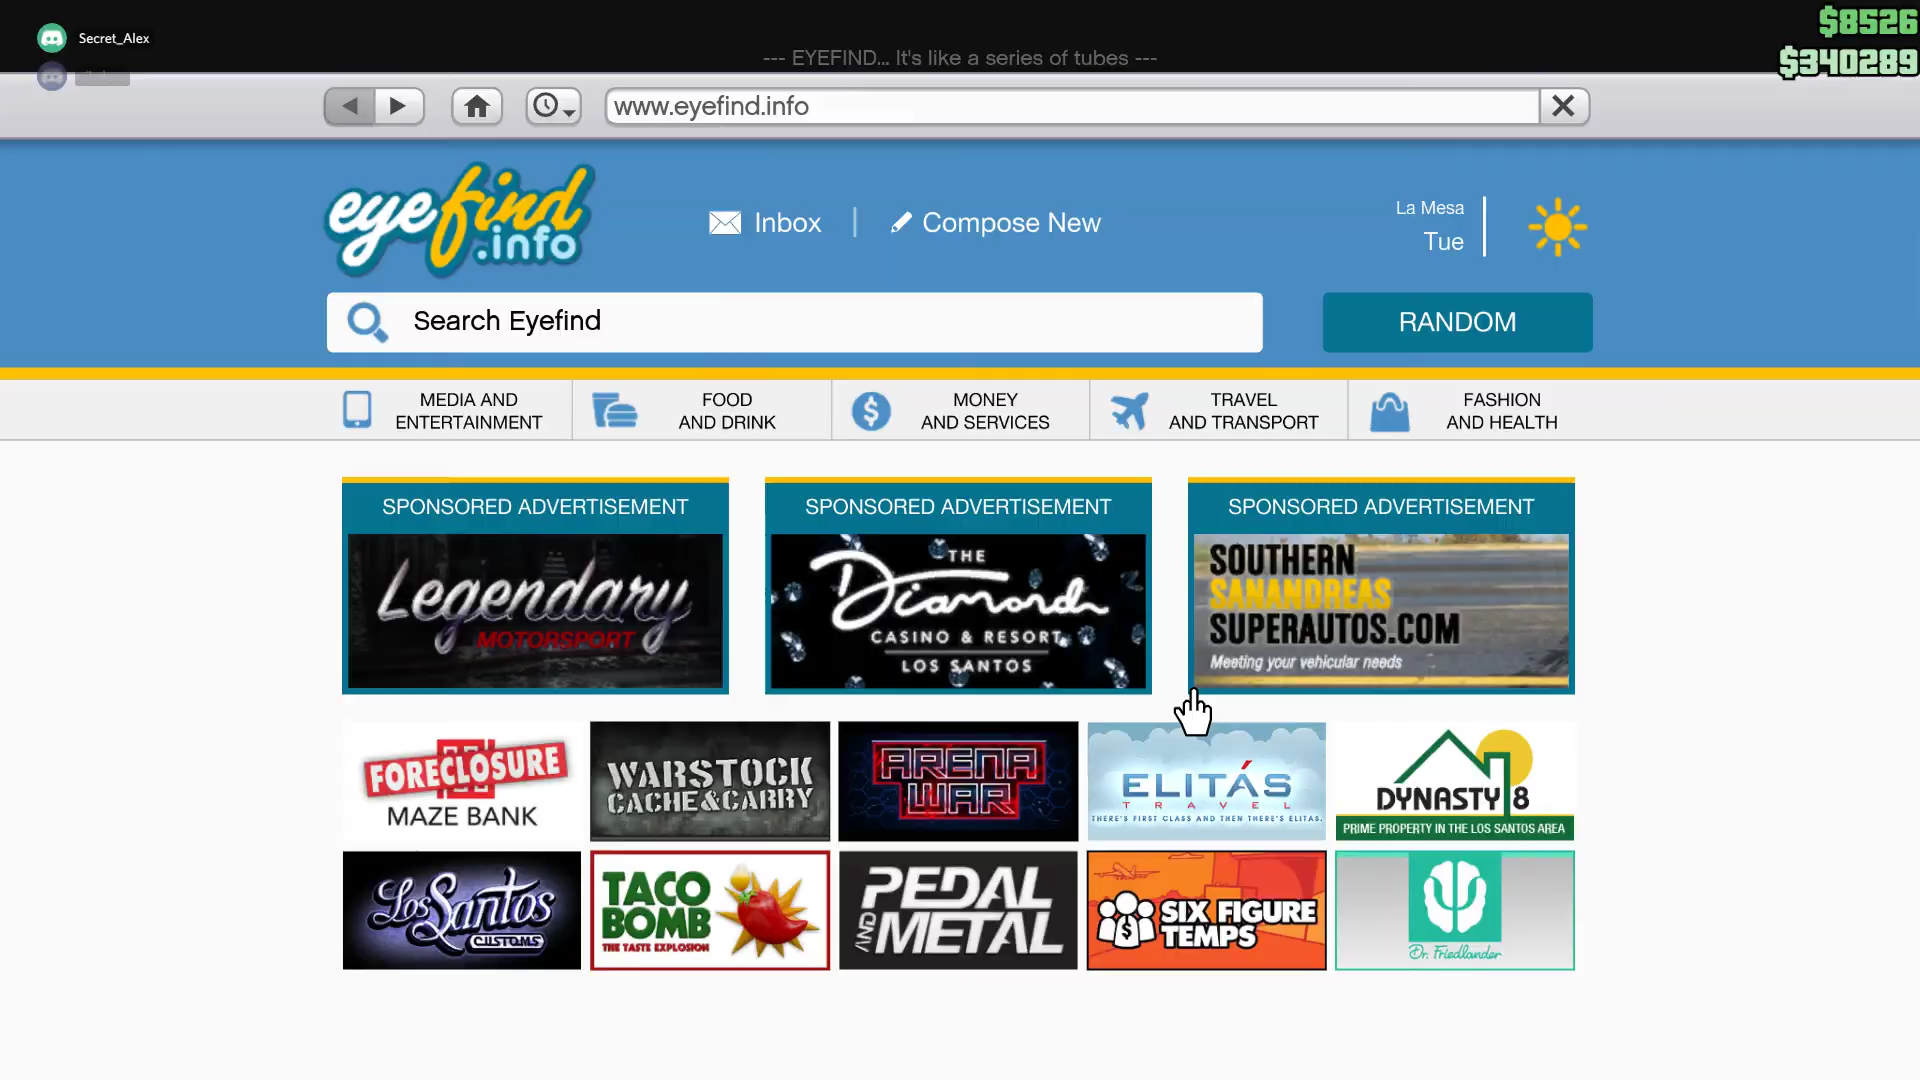 Secret_Alex
$8526
$340289
--- EYEFIND... It's like a series of tubes ---
www.eyefind.info
eyefind
.info
Inbox
Compose New
La Mesa
Tue
Search Eyefind
RANDOM
MEDIA AND
ENTERTAINMENT
FOOD
AND DRINK
MONEY
AND SERVICES
TRAVEL
AND TRANSPORT
FASHION
AND HEALTH
SPONSORED ADVERTISEMENT
Legendary
MOTORSPORT
SPONSORED ADVERTISEMENT
THE
Diamond
CASINO & RESORT
LOS SANTOS
SPONSORED ADVERTISEMENT
SOUTHERN
SANANDREAS
SUPERAUTOS.COM
Meeting your vehicular needs
FORECLOSURE
MAZE BANK
WARSTOCK
CACHE&CARRY
ARENA
WAR
ELITÁS
TRAVEL
THERE'S FIRST CLASS AND THEN THERE'S ELITAS.
DYNASTY 8
PRIME PROPERTY IN THE LOS SANTOS AREA
Los Santos
CUSTOMS
TACO
BOMB
THE TASTE EXPLOSION
PEDAL
AND METAL
SIX FIGURE
TEMPS
Dr. Friedlander